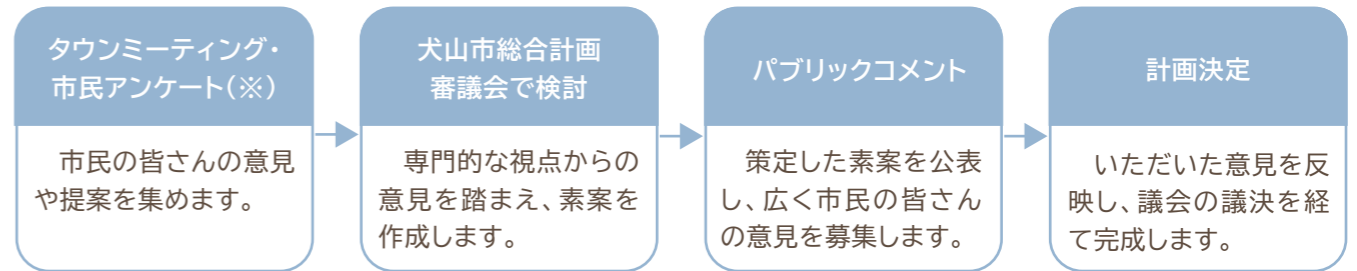 タウンミーティング・
市民アンケート(※)
市民の皆さんの意見
や提案を集めます。
犬山市総合計画
審議会で検討
専門的な視点からの
意見を踏まえ、素案を
作成します。
パブリックコメント
策定した素案を公表
し、広く市民の皆さん
の意見を募集します。
計画決定
いただいた意見を反
映し、議会の議決を経
て完成します。